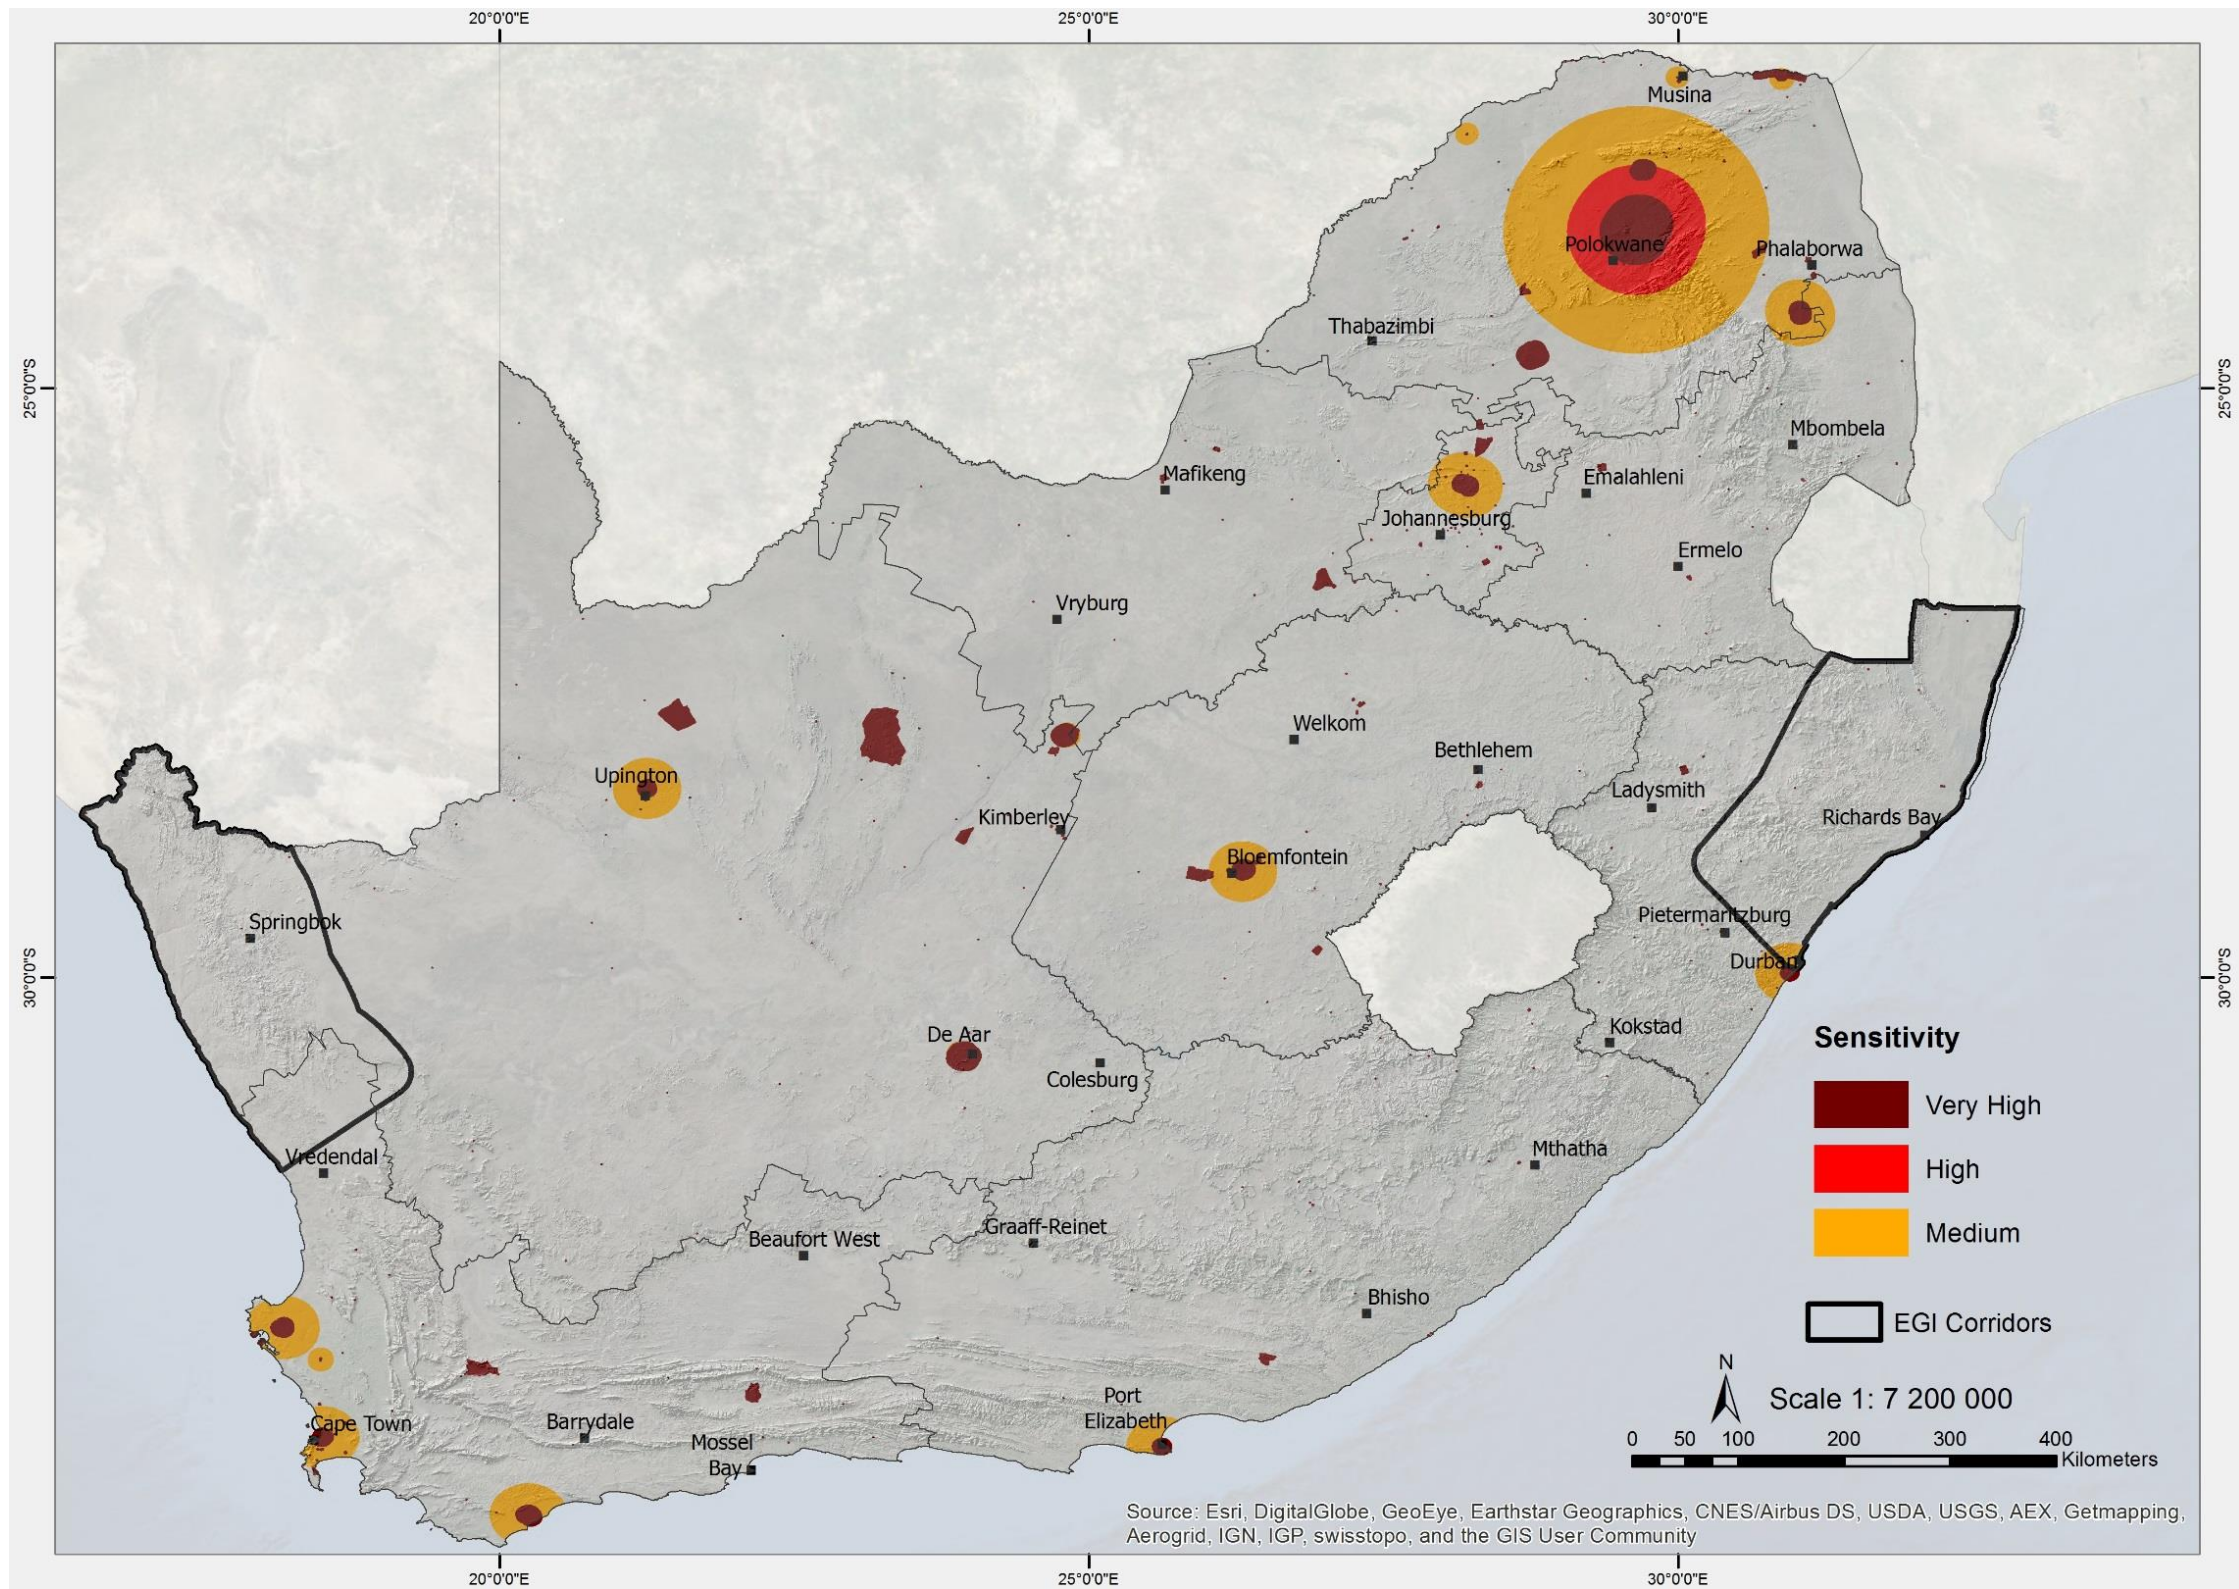 20°0'0"E
25°0'0"E
30°0'0"E
25°0'0"S
25°0'0"S
30°0'0"S
30°0'0"S
Musina
Polokwane
Phalaborwa
Thabazimbi
Mbombela
Mafikeng
Emalahleni
Johannesburg
Ermelo
Vryburg
Welkom
Bethlehem
Upington
Ladysmith
Kimberley
Richards Bay
Bloemfontein
Springbok
Pietermaritzburg
Durban
De Aar
Kokstad
Colesburg
Vredendal
Mthatha
Beaufort West
Graaff-Reinet
Bhisho
Cape Town
Barrydale
Mossel
Bay
Port
Elizabeth
Sensitivity
Very High
High
Medium
EGI Corridors
N
Scale 1: 7 200 000
0 50 100 200 300 400
Kilometers
Source: Esri, DigitalGlobe, GeoEye, Earthstar Geographics, CNES/Airbus DS, USDA, USGS, AEX, Getmapping,
Aerogrid, IGN, IGP, swisstopo, and the GIS User Community
20°0'0"E
25°0'0"E
30°0'0"E